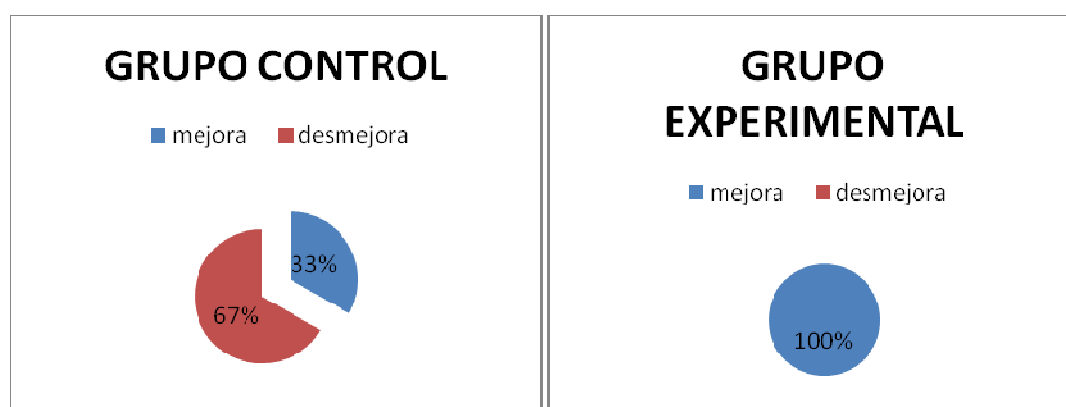 GRUPO CONTROL
mejora desmejora
33%
67%
GRUPO
EXPERIMENTAL
mejora desmejora
100%